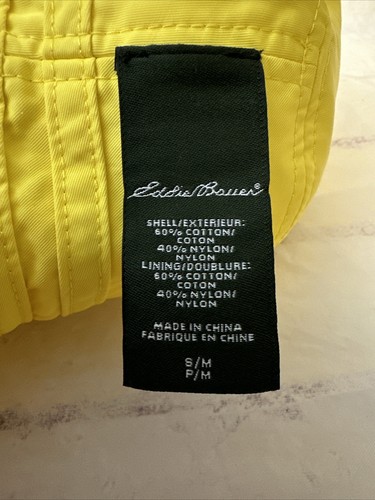 Eddie Bauer®
SHELL/EXTERIEUR:
60% COTTON/
COTON
40% NYLON/
NYLON
LINING/DOUBLURE:
60% COTTON/
COTON
40% NYLON/
NYLON
MADE IN CHINA
FABRIQUE EN CHINE
S/M
P/M